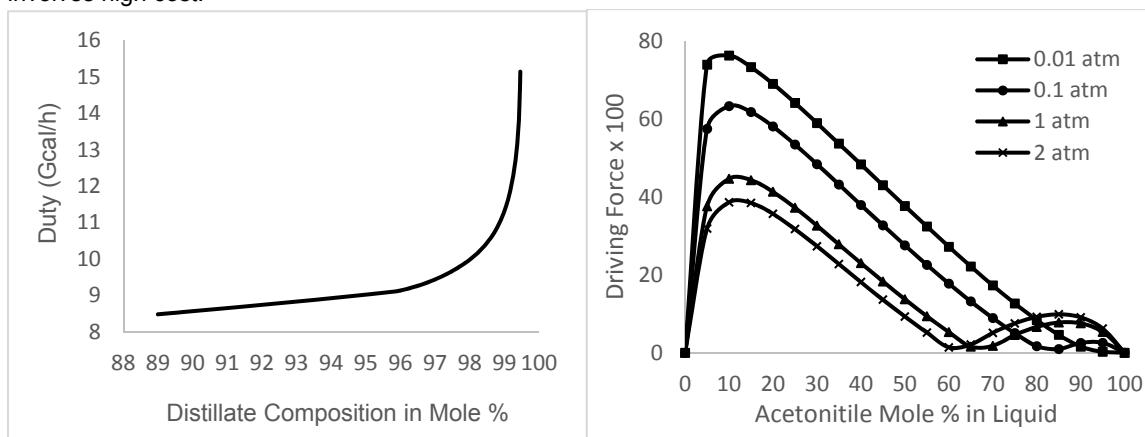 involves high cost.
16
15
14
13
12
11
10
9
8
Duty (Gcal/h)
88 89 90 91 92 93 94 95 96 97 98 99 100
Distillate Composition in Mole %
80
60
40
20
0
Driving Force x 100
0.01 atm
0.1 atm
1 atm
2 atm
0 10 20 30 40 50 60 70 80 90 100
Acetonitile Mole % in Liquid